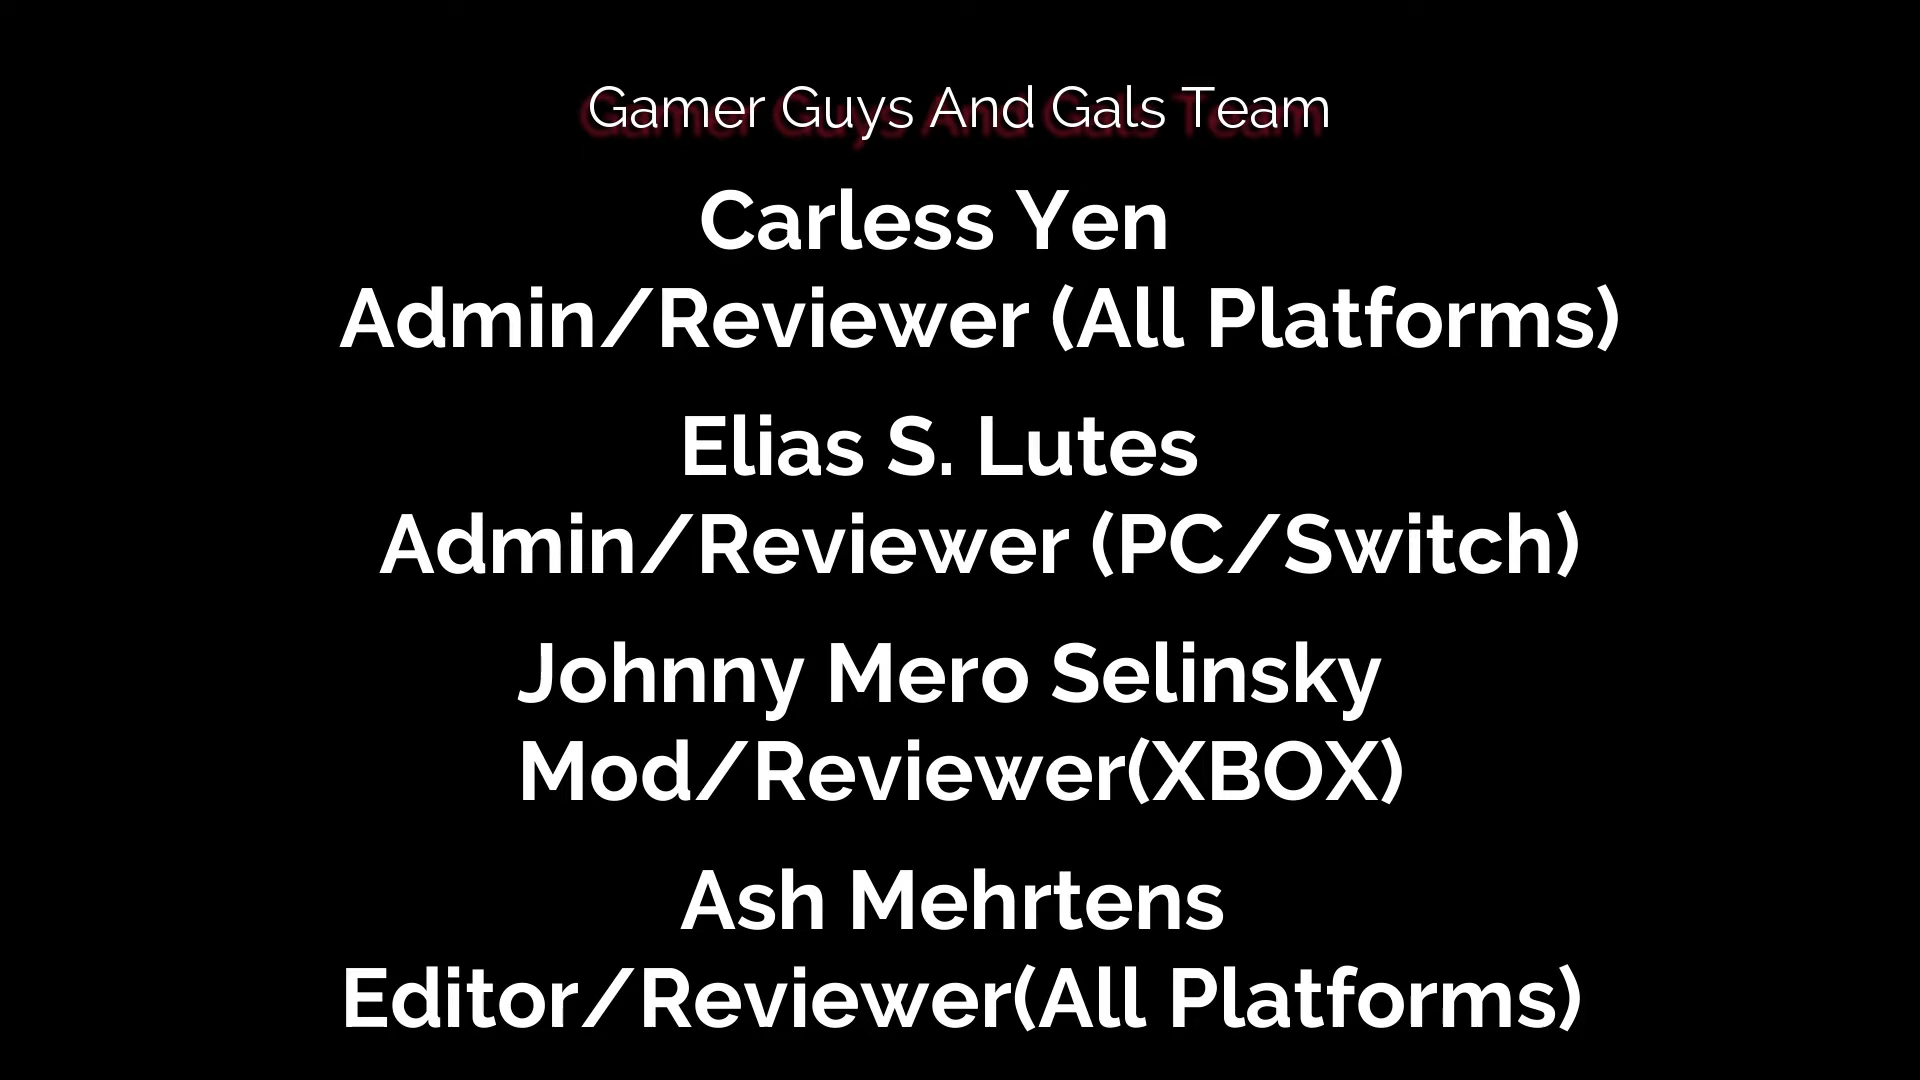 Gamer Guys And Gals Team
Carless Yen
Admin/Reviewer (All Platforms)
Elias S. Lutes
Admin/Reviewer (PC/Switch)
Johnny Mero Selinsky
Mod/Reviewer(XBOX)
Ash Mehrtens
Editor/Reviewer(All Platforms)